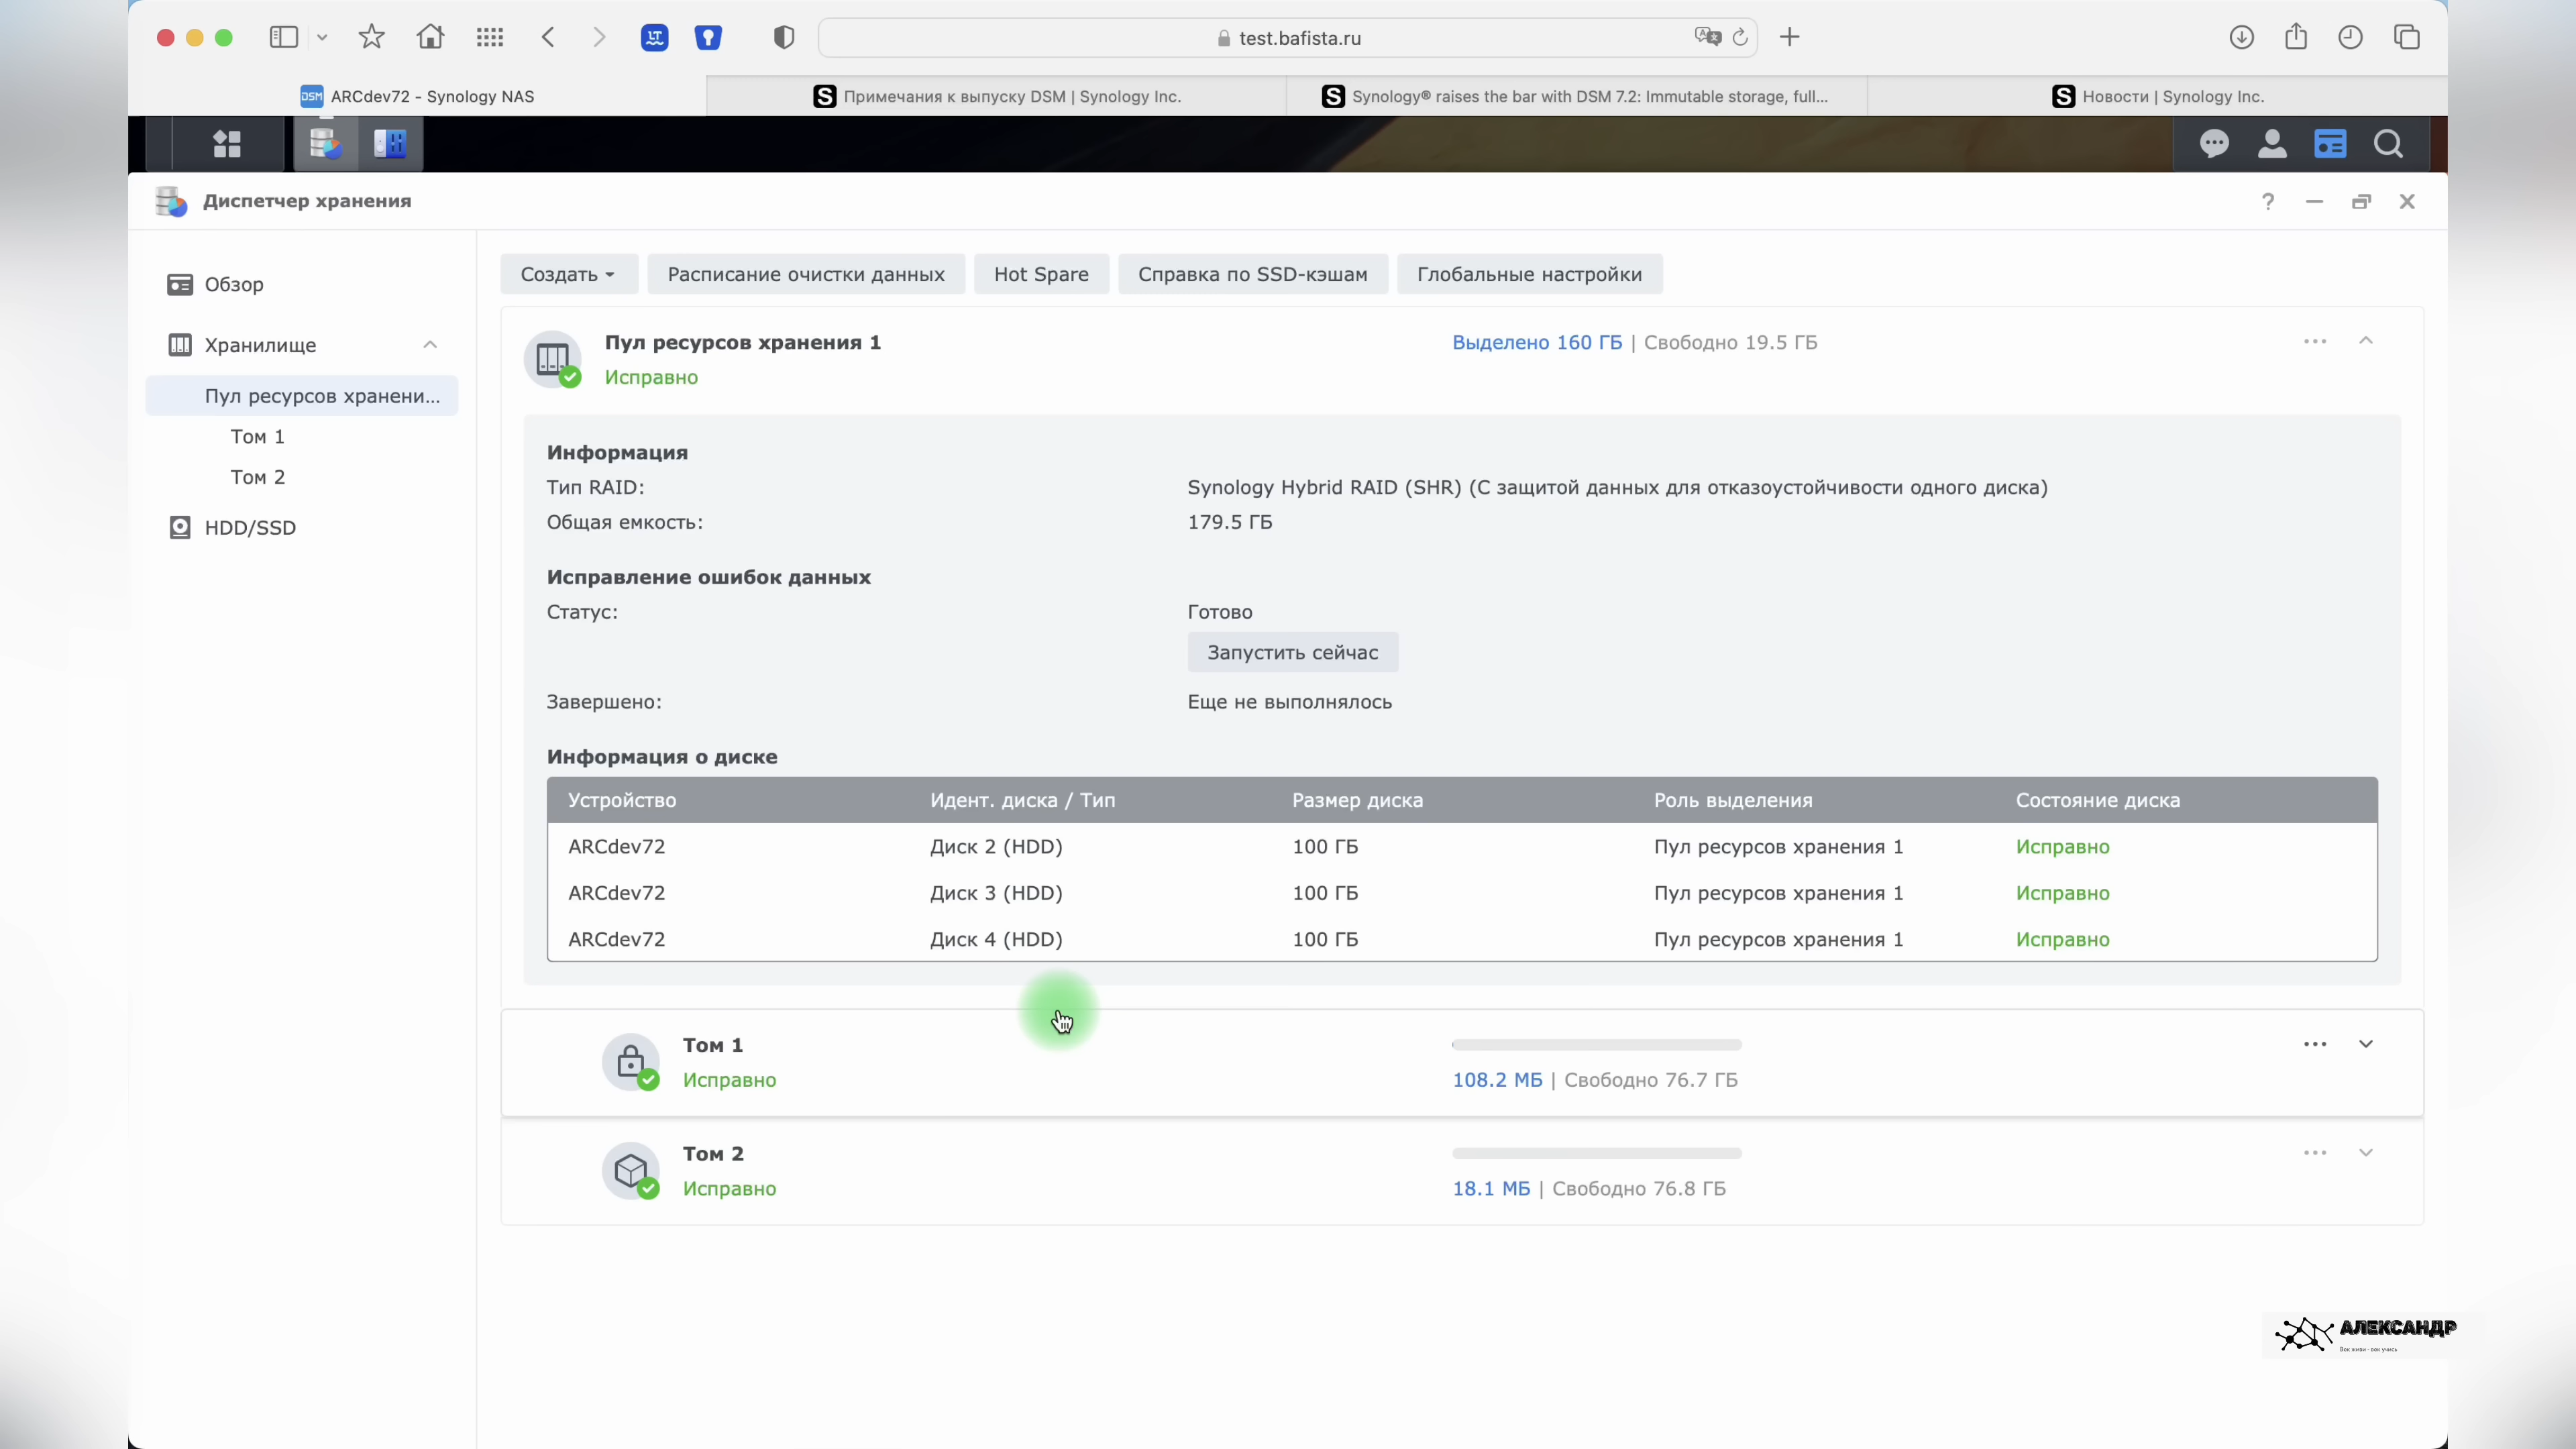 test.bafista.ru
DSM ARCdev72 - Synology NAS
S Примечания к выпуску DSM | Synology Inc.
S Synology® raises the bar with DSM 7.2: Immutable storage, full...
S Новости | Synology Inc.
Диспетчер хранения
Обзор
Хранилище
Пул ресурсов хранени...
Том 1
Том 2
HDD/SSD
Создать
Расписание очистки данных
Hot Spare
Справка по SSD-кэшам
Глобальные настройки
Пул ресурсов хранения 1
Исправно
Выделено 160 ГБ | Свободно 19.5 ГБ
Информация
Тип RAID: Synology Hybrid RAID (SHR) (С защитой данных для отказоустойчивости одного диска)
Общая емкость: 179.5 ГБ
Исправление ошибок данных
Статус: Готово
Запустить сейчас
Завершено: Еще не выполнялось
Информация о диске
Устройство Идент. диска / Тип Размер диска Роль выделения Состояние диска
ARCdev72 Диск 2 (HDD) 100 ГБ Пул ресурсов хранения 1 Исправно
ARCdev72 Диск 3 (HDD) 100 ГБ Пул ресурсов хранения 1 Исправно
ARCdev72 Диск 4 (HDD) 100 ГБ Пул ресурсов хранения 1 Исправно
Том 1
Исправно
108.2 МБ | Свободно 76.7 ГБ
Том 2
Исправно
18.1 МБ | Свободно 76.8 ГБ
АЛЕКСАНДР
Век живи - век учись